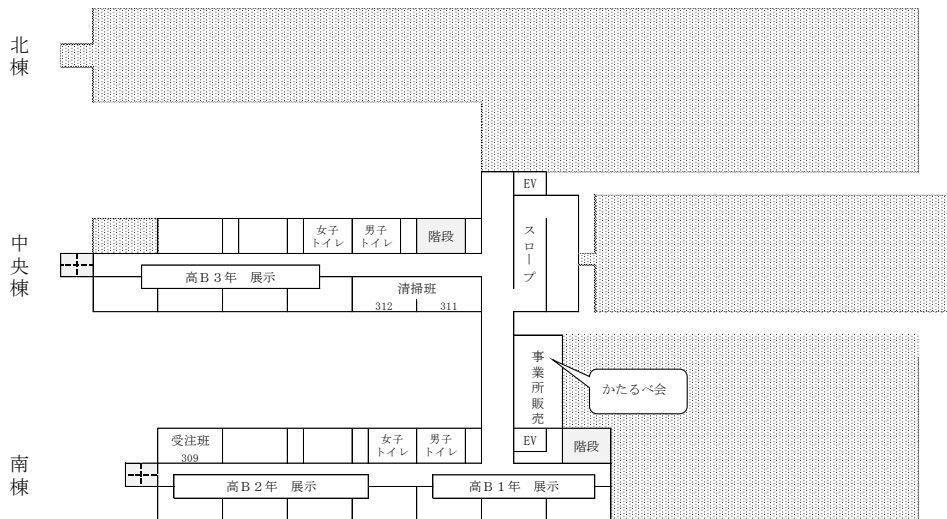 北棟
EV
中央棟
女子
トイレ
男子
トイレ
階段
スロープ
高B3年 展示
清掃班
312
311
事業所販売
かたるべ会
南棟
受注班
309
女子
トイレ
男子
トイレ
EV
階段
高B2年 展示
高B1年 展示